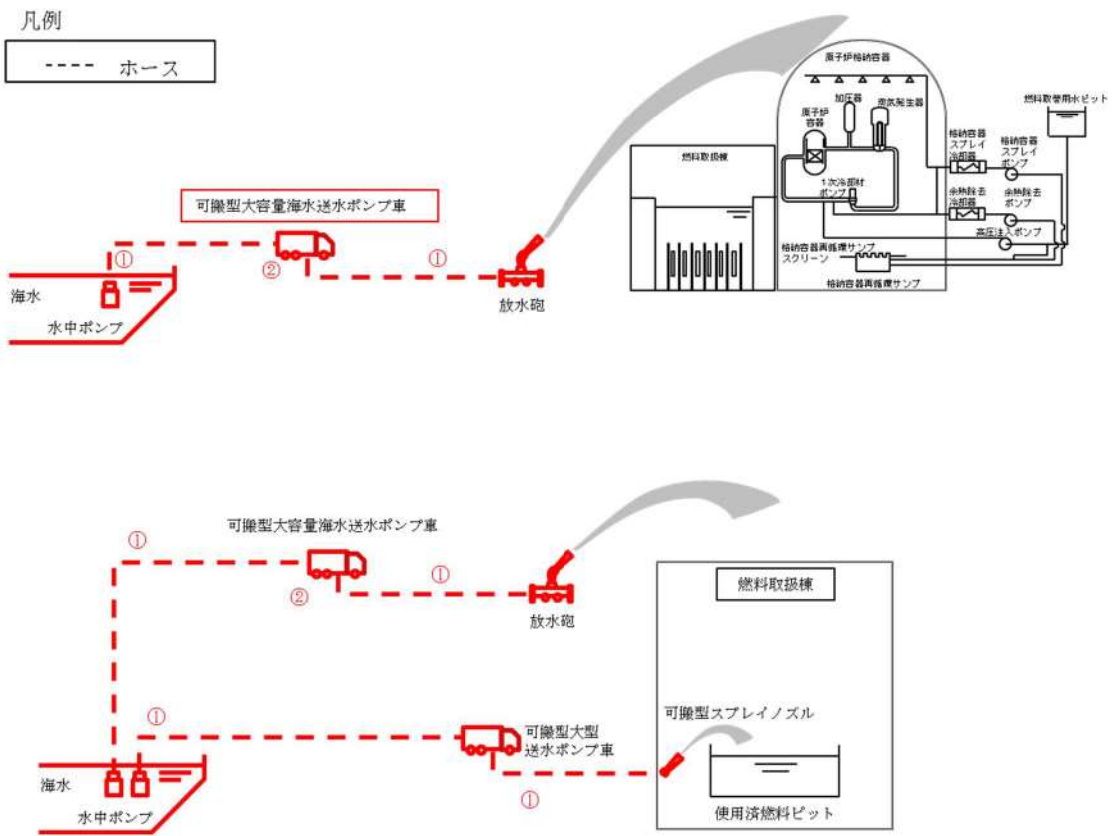 凡例
---- ホース
原子炉格納容器
加圧器
蒸気発生器
原子炉
容器
1次冷却材
ポンプ
格納容器
スプレイ
冷却器
格納容器
スプレイ
ポンプ
燃料取替用水ピット
余熱除去
冷却器
余熱除去
ポンプ
高圧注入ポンプ
格納容器再循環サンプ
スクリーン
格納容器再循環サンプ
燃料取扱棟
可搬型大容量海水送水ポンプ車
①
②
①
海水
水中ポンプ
放水砲
可搬型大容量海水送水ポンプ車
①
②
①
放水砲
燃料取扱棟
①
可搬型大型
送水ポンプ車
可搬型スプレイノズル
①
海水
水中ポンプ
使用済燃料ピット